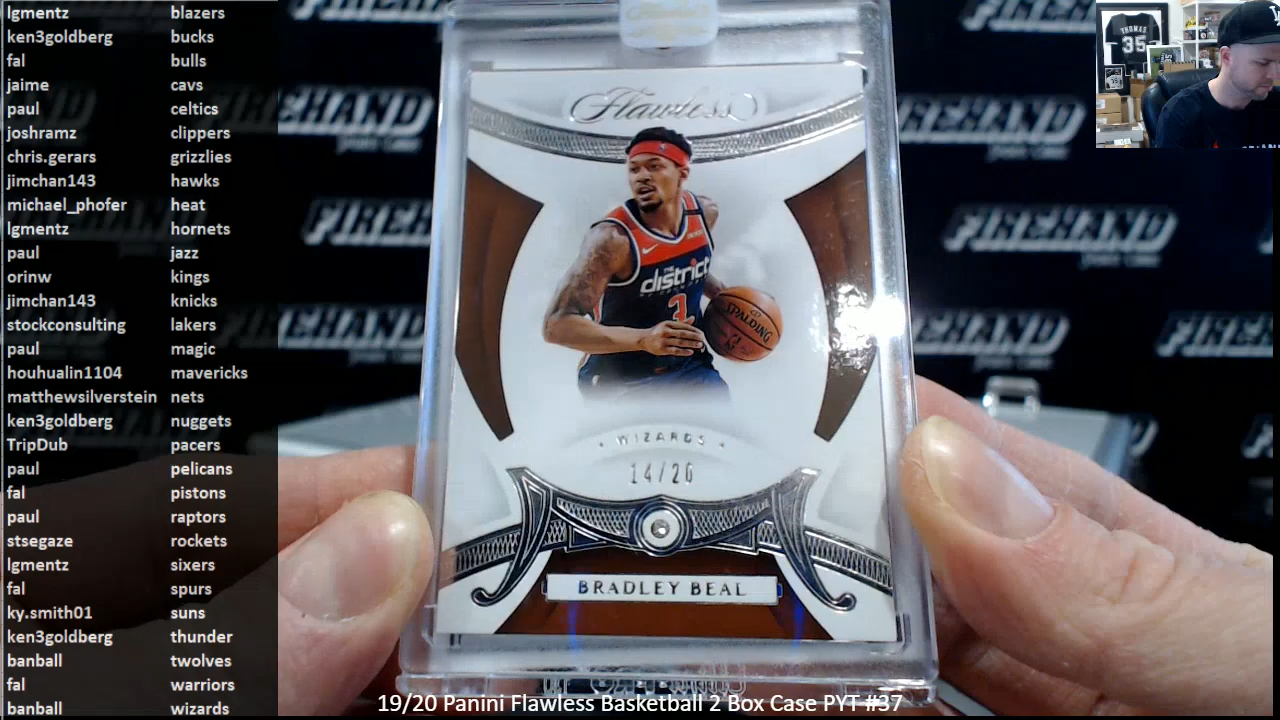 lgmentz blazers
ken3goldberg bucks
fal bulls
jaime cavs
paul celtics
joshramz clippers
chris.gerars grizzlies
jimchan143 hawks
michael_phofer heat
lgmentz hornets
paul jazz
orinw kings
jimchan143 knicks
stockconsulting lakers
paul magic
houhualin1104 mavericks
matthewsilverstein nets
ken3goldberg nuggets
TripDub pacers
paul pelicans
fal pistons
paul raptors
stsegaze rockets
lgmentz sixers
fal spurs
ky.smith01 suns
ken3goldberg thunder
banball twolves
fal warriors
banball wizards
Flawless
the
district
3
SPALDING
WIZARDS
14/20
BRADLEY BEAL
19/20 Panini Flawless Basketball 2 Box Case PYT #37
THOMAS
35
FIREHAND
FIREHAND
FIREHAND
FIREHAND
FIREHAND